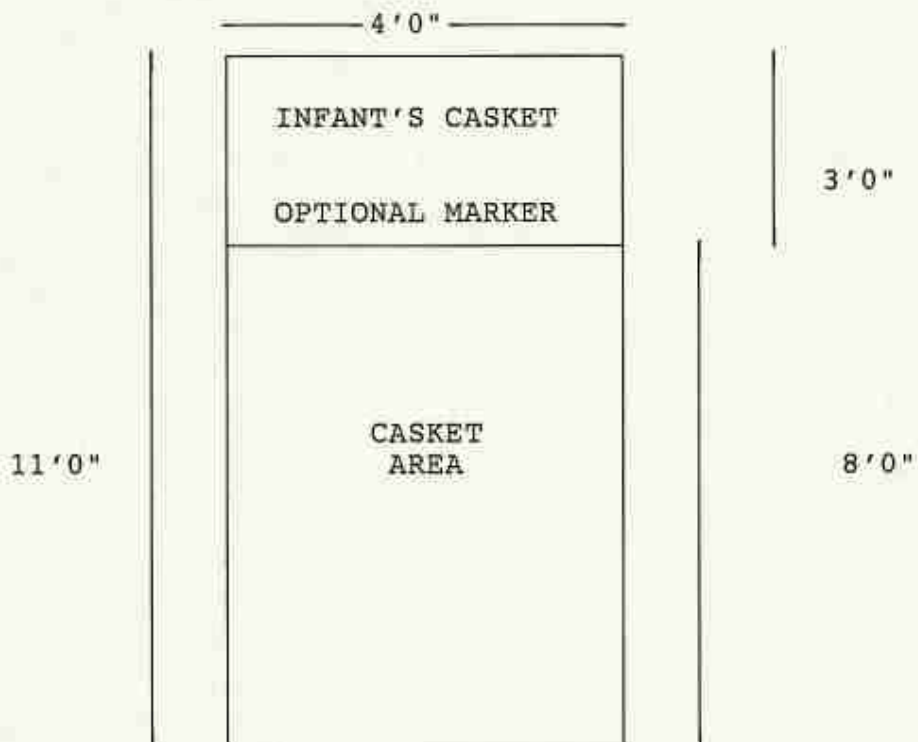 4'0"
INFANT'S CASKET
3'0"
OPTIONAL MARKER
CASKET
AREA
11'0"
8'0"